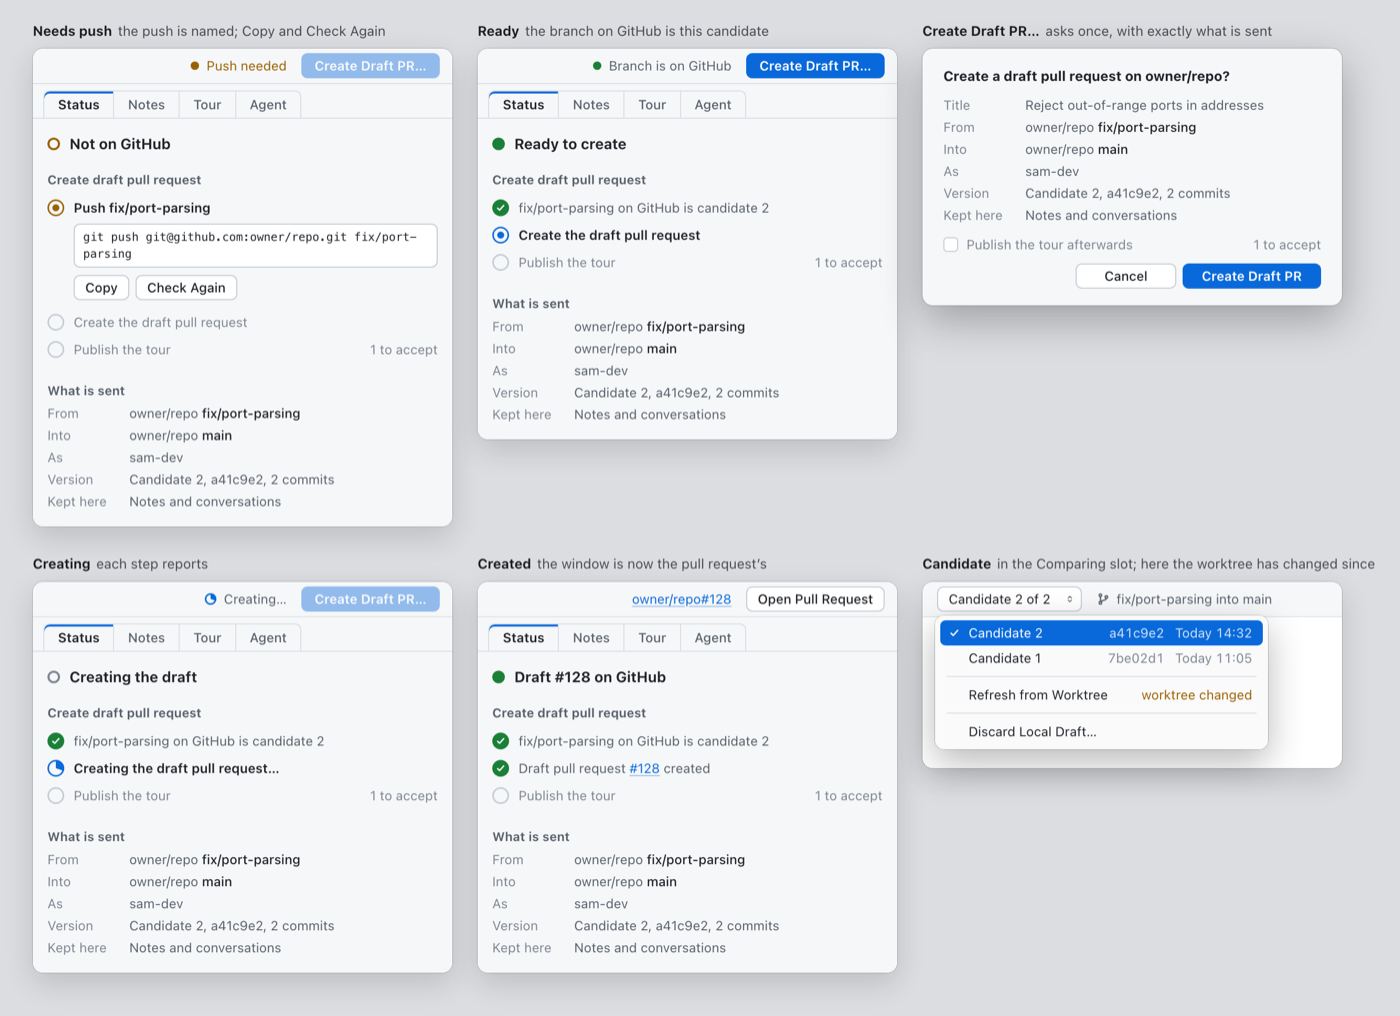 Needs push the push is named; Copy and Check Again
Push needed
Create Draft PR...
Status Notes Tour Agent
Not on GitHub
Create draft pull request
Push fix/port-parsing
git push git@github.com:owner/repo.git fix/port-
parsing
Copy Check Again
Create the draft pull request
Publish the tour 1 to accept
What is sent
From owner/repo fix/port-parsing
Into owner/repo main
As sam-dev
Version Candidate 2, a41c9e2, 2 commits
Kept here Notes and conversations
Ready the branch on GitHub is this candidate
Branch is on GitHub
Create Draft PR...
Status Notes Tour Agent
Ready to create
Create draft pull request
fix/port-parsing on GitHub is candidate 2
Create the draft pull request
Publish the tour 1 to accept
What is sent
From owner/repo fix/port-parsing
Into owner/repo main
As sam-dev
Version Candidate 2, a41c9e2, 2 commits
Kept here Notes and conversations
Create Draft PR... asks once, with exactly what is sent
Create a draft pull request on owner/repo?
Title Reject out-of-range ports in addresses
From owner/repo fix/port-parsing
Into owner/repo main
As sam-dev
Version Candidate 2, a41c9e2, 2 commits
Kept here Notes and conversations
Publish the tour afterwards 1 to accept
Cancel Create Draft PR
Creating each step reports
Creating...
Create Draft PR...
Status Notes Tour Agent
Creating the draft
Create draft pull request
fix/port-parsing on GitHub is candidate 2
Creating the draft pull request...
Publish the tour 1 to accept
What is sent
From owner/repo fix/port-parsing
Into owner/repo main
As sam-dev
Version Candidate 2, a41c9e2, 2 commits
Kept here Notes and conversations
Created the window is now the pull request's
owner/repo#128
Open Pull Request
Status Notes Tour Agent
Draft #128 on GitHub
Create draft pull request
fix/port-parsing on GitHub is candidate 2
Draft pull request #128 created
Publish the tour 1 to accept
What is sent
From owner/repo fix/port-parsing
Into owner/repo main
As sam-dev
Version Candidate 2, a41c9e2, 2 commits
Kept here Notes and conversations
Candidate in the Comparing slot; here the worktree has changed since
Candidate 2 of 2 fix/port-parsing into main
Candidate 2 a41c9e2 Today 14:32
Candidate 1 7be02d1 Today 11:05
Refresh from Worktree worktree changed
Discard Local Draft...